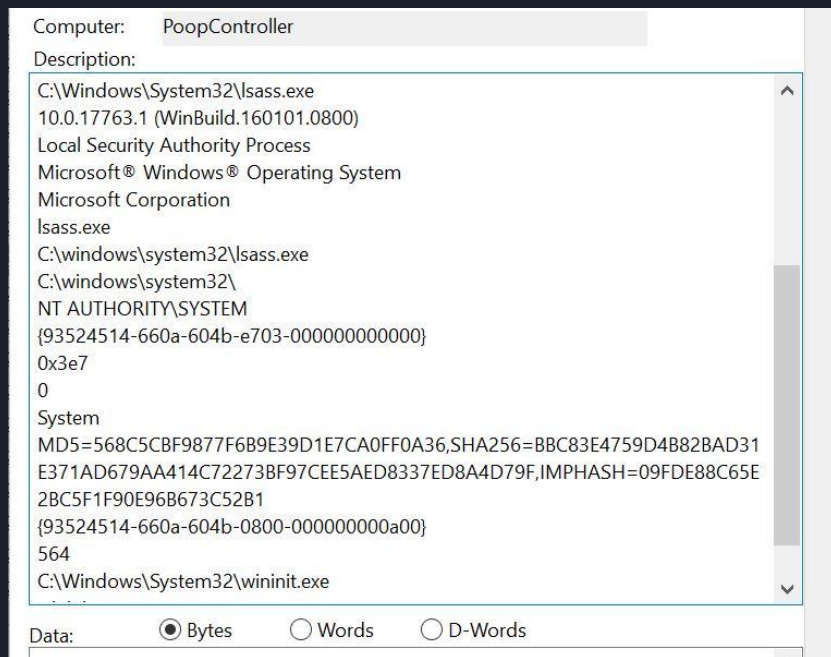 Computer: PoopController
Description:
C:\Windows\System32\lsass.exe
10.0.17763.1 (WinBuild.160101.0800)
Local Security Authority Process
Microsoft® Windows® Operating System
Microsoft Corporation
lsass.exe
C:\windows\system32\lsass.exe
C:\windows\system32\
NT AUTHORITY\SYSTEM
{93524514-660a-604b-e703-000000000000}
0x3e7
0
System
MD5=568C5CBF9877F6B9E39D1E7CA0FF0A36,SHA256=BBC83E4759D4B82BAD31
E371AD679AA414C72273BF97CEE5AED8337ED8A4D79F,IMPHASH=09FDE88C65E
2BC5F1F90E96B673C52B1
{93524514-660a-604b-0800-000000000a00}
564
C:\Windows\System32\wininit.exe
Data: Bytes Words D-Words